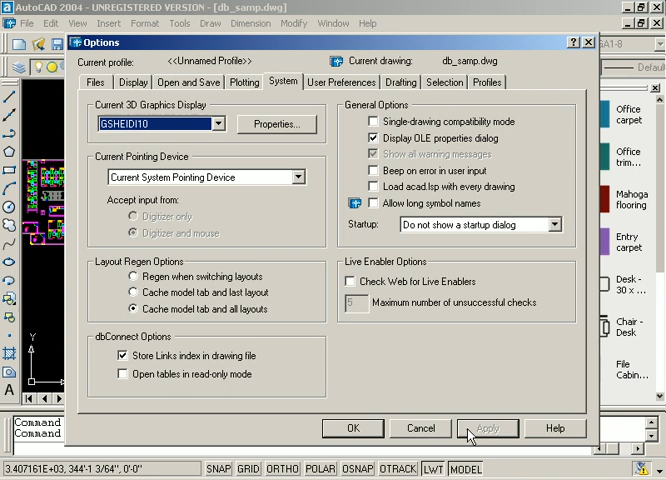 AutoCAD 2004 - UNREGISTERED VERSION - [db_samp.dwg]
File Edit View Insert Format Tools Draw Dimension Modify Window Help
Options
Current profile: <<Unnamed Profile>> Current drawing: db_samp.dwg
Files Display Open and Save Plotting System User Preferences Drafting Selection Profiles
GA1-8
Default
Current 3D Graphics Display
GSHEIDI10 Properties...
Current Pointing Device
Current System Pointing Device
Accept input from:
Digitizer only
Digitizer and mouse
Layout Regen Options
Regen when switching layouts
Cache model tab and last layout
Cache model tab and all layouts
dbConnect Options
Store Links index in drawing file
Open tables in read-only mode
General Options
Single-drawing compatibility mode
Display OLE properties dialog
Show all warning messages
Beep on error in user input
Load acad.lsp with every drawing
Allow long symbol names
Startup: Do not show a startup dialog
Live Enabler Options
Check Web for Live Enablers
5 Maximum number of unsuccessful checks
OK Cancel Apply Help
Office
carpet
Office
trim...
Mahoga
flooring
Entry
carpet
Desk -
30 x ...
Chair -
Desk
File
Cabin...
Y
A
Command
Command
3.407161E+03, 344'-1 3/64", 0'-0" SNAP GRID ORTHO POLAR OSNAP OTRACK LWT MODEL